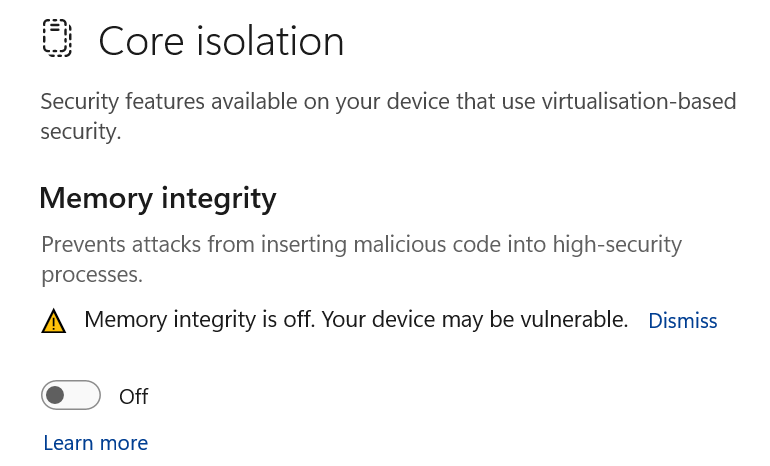 Core isolation
Security features available on your device that use virtualisation-based
security.
Memory integrity
Prevents attacks from inserting malicious code into high-security
processes.
Memory integrity is off. Your device may be vulnerable. Dismiss
Off
Learn more